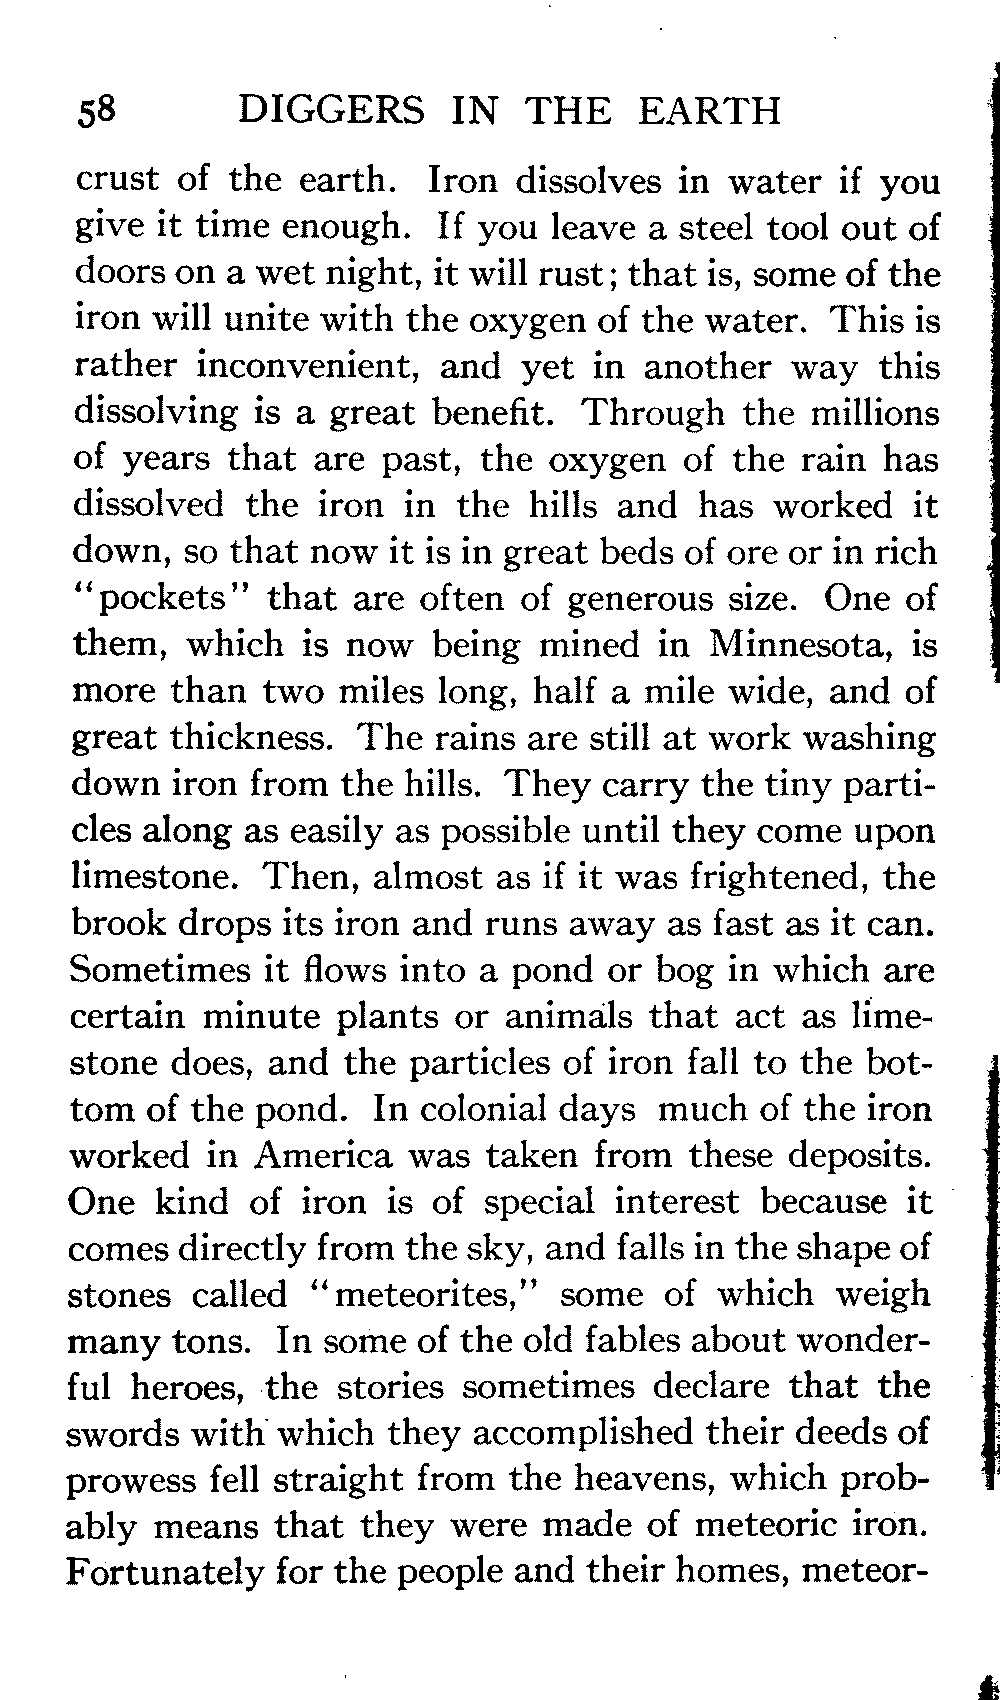 58 DIGGERS IN THE EARTH
crust of the earth. Iron dissolves in water if you
give it time enough. If you leave a steel tool out of
doors on a wet night, it will rust; that is, some of the
iron will unite with the oxygen of the water. This is
rather inconvenient, and yet in another way this
dissolving is a great benefit. Through the millions
of years that are past, the oxygen of the rain has
dissolved the iron in the hills and has worked it
down, so that now it is in great beds of ore or in rich
"pockets" that are often of generous size. One of
them, which is now being mined in Minnesota, is
more than two miles long, half a mile wide, and of
great thickness. The rains are still at work washing
down iron from the hills. They carry the tiny parti-
cles along as easily as possible until they come upon
limestone. Then, almost as if it was frightened, the
brook drops its iron and runs away as fast as it can.
Sometimes it flows into a pond or bog in which are
certain minute plants or animals that act as lime-
stone does, and the particles of iron fall to the bot-
tom of the pond. In colonial days much of the iron
worked in America was taken from these deposits.
One kind of iron is of special interest because it
comes directly from the sky, and falls in the shape of
stones called "meteorites," some of which weigh
many tons. In some of the old fables about wonder-
ful heroes, the stories sometimes declare that the
swords with which they accomplished their deeds of
prowess fell straight from the heavens, which prob-
ably means that they were made of meteoric iron.
Fortunately for the people and their homes, meteor-